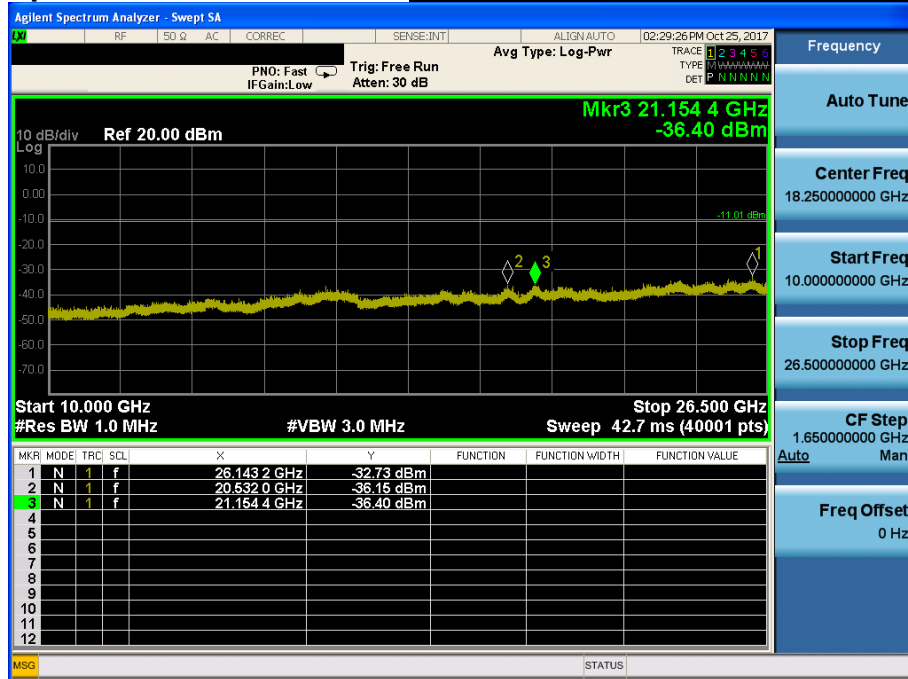 Agilent Spectrum Analyzer - Swept SA
LXI RF 50 Ω AC CORREC SENSE:INT ALIGN AUTO 02:29:26 PM Oct 25, 2017
Avg Type: Log-Pwr TRACE 1 2 3 4 5 6
PNO: Fast Trig: Free Run TYPE M WWWWW
IFGain:Low Atten: 30 dB DET P N N N N N
Mkr3 21.154 4 GHz
10 dB/div Ref 20.00 dBm -36.40 dBm
Log
10.0
0.00
-10.0
-11.01 dBm
-20.0
-30.0
2 3 1
-40.0
-50.0
-60.0
-70.0
Start 10.000 GHz Stop 26.500 GHz
#Res BW 1.0 MHz #VBW 3.0 MHz Sweep 42.7 ms (40001 pts)
MKR MODE TRC SCL X Y FUNCTION FUNCTION WIDTH FUNCTION VALUE
1 N 1 f 26.143 2 GHz -32.73 dBm
2 N 1 f 20.532 0 GHz -36.15 dBm
3 N 1 f 21.154 4 GHz -36.40 dBm
4
5
6
7
8
9
10
11
12
MSG STATUS
Frequency
Auto Tune
Center Freq
18.250000000 GHz
Start Freq
10.000000000 GHz
Stop Freq
26.500000000 GHz
CF Step
1.650000000 GHz
Auto Man
Freq Offset
0 Hz